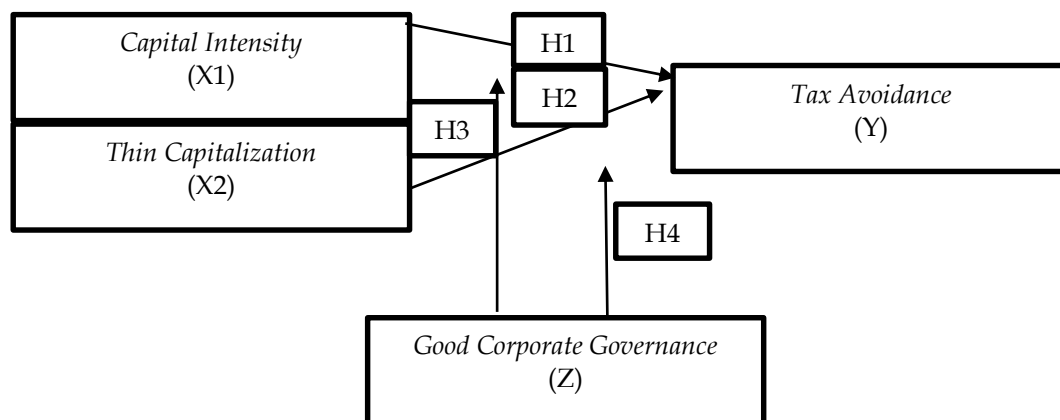 Capital Intensity
(X1)
H1
H2
Tax Avoidance
(Y)
H3
Thin Capitalization
(X2)
H4
Good Corporate Governance
(Z)